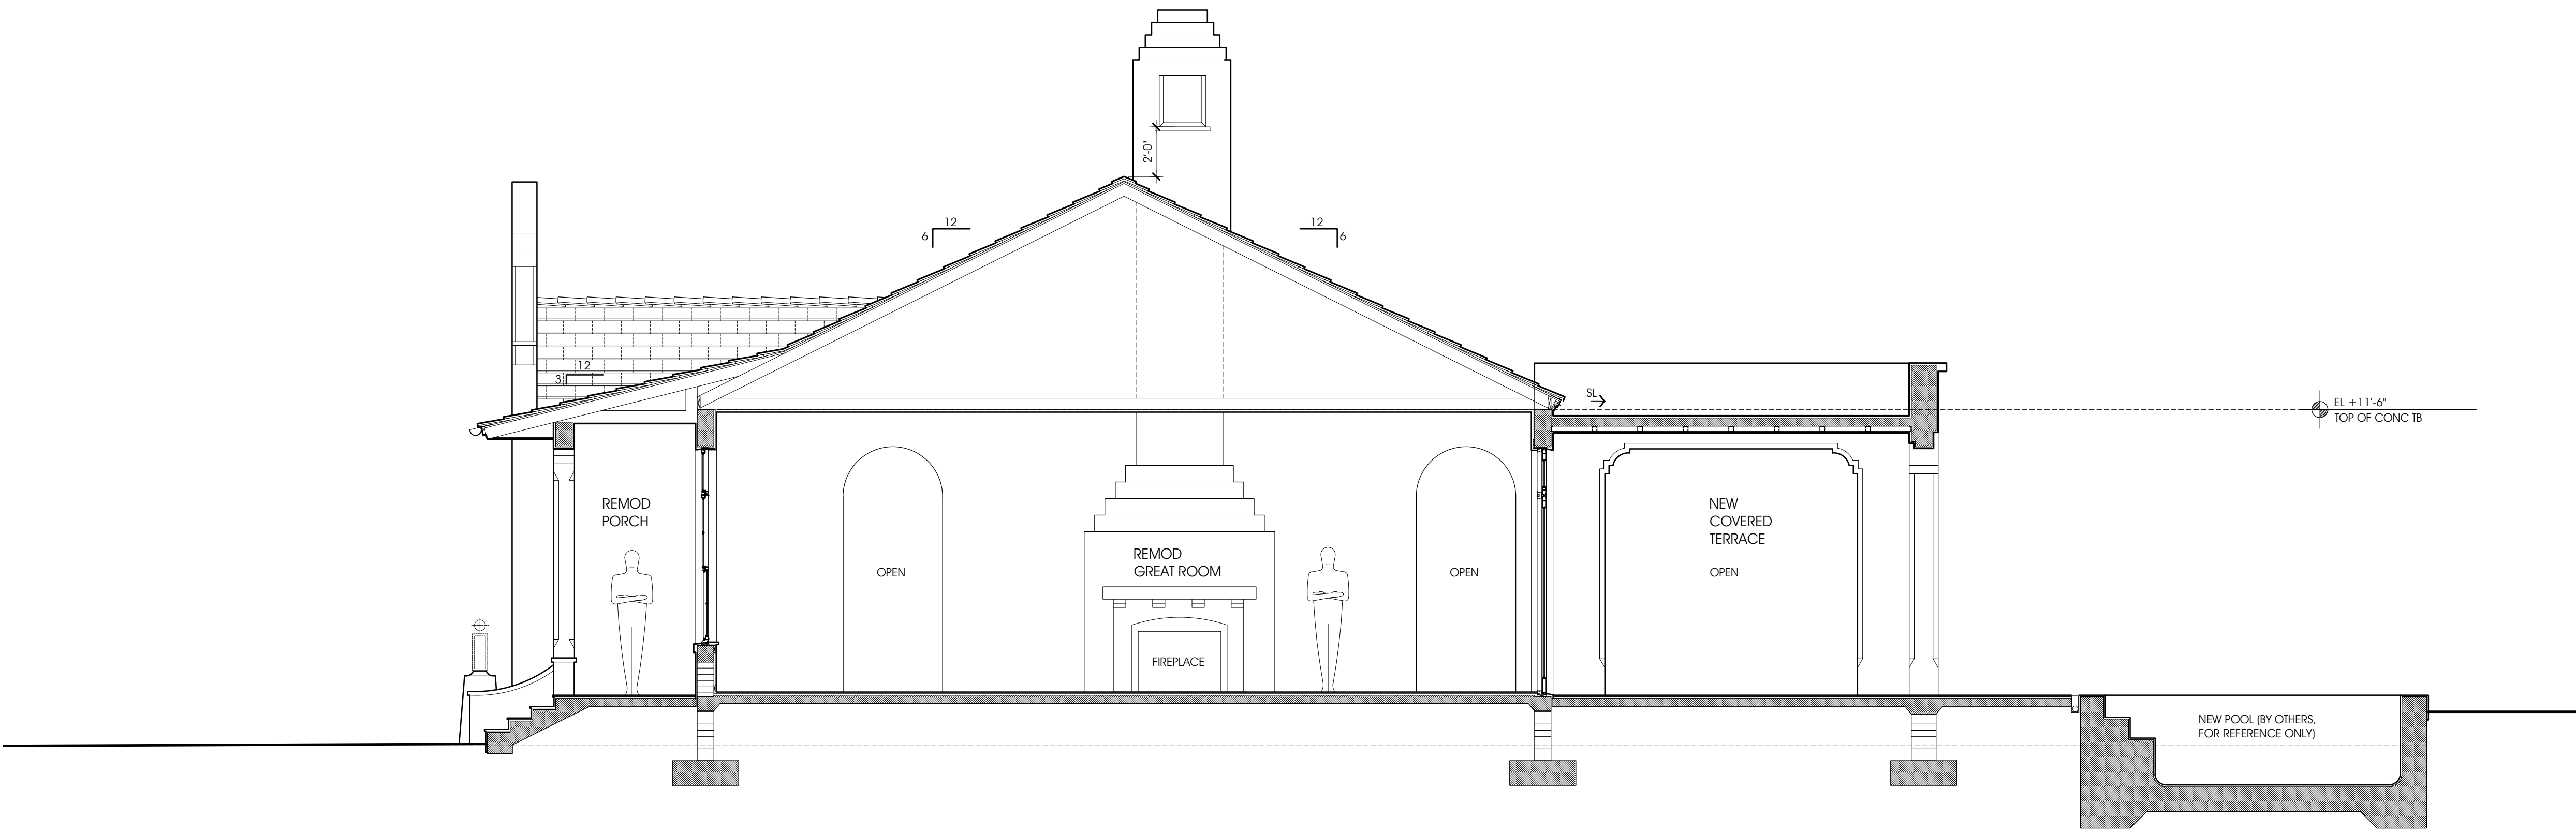 2'-0"
12
6
12
6
12
3
SL
EL +11'-6"
TOP OF CONC TB
REMOD
PORCH
OPEN
REMOD
GREAT ROOM
FIREPLACE
OPEN
NEW
COVERED
TERRACE
OPEN
NEW POOL (BY OTHERS,
FOR REFERENCE ONLY)